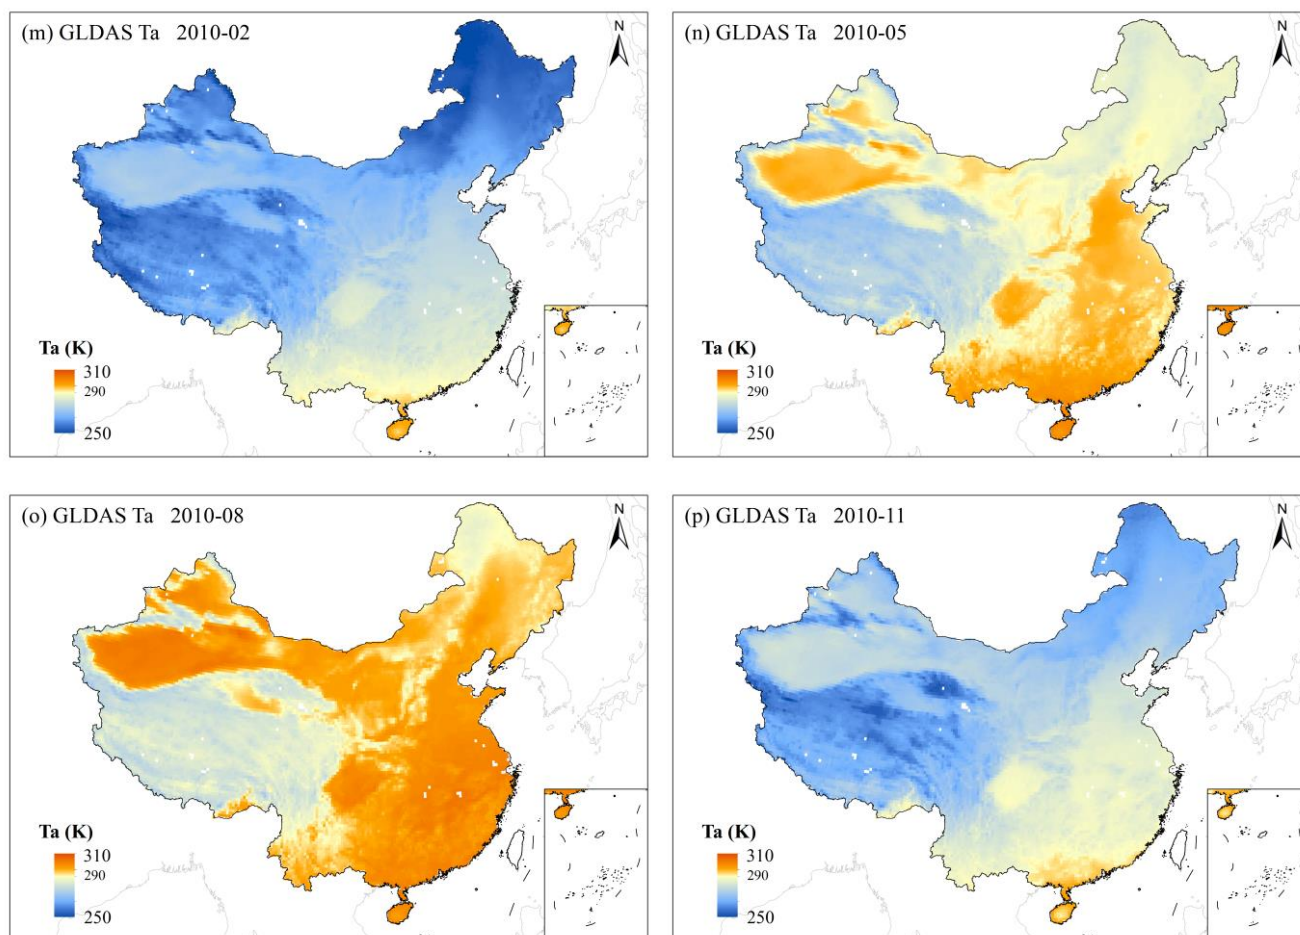 (m) GLDAS Ta 2010-02
N
Ta (K)
310
290
250
(n) GLDAS Ta 2010-05
N
Ta (K)
310
290
250
(o) GLDAS Ta 2010-08
N
Ta (K)
310
290
250
(p) GLDAS Ta 2010-11
N
Ta (K)
310
290
250